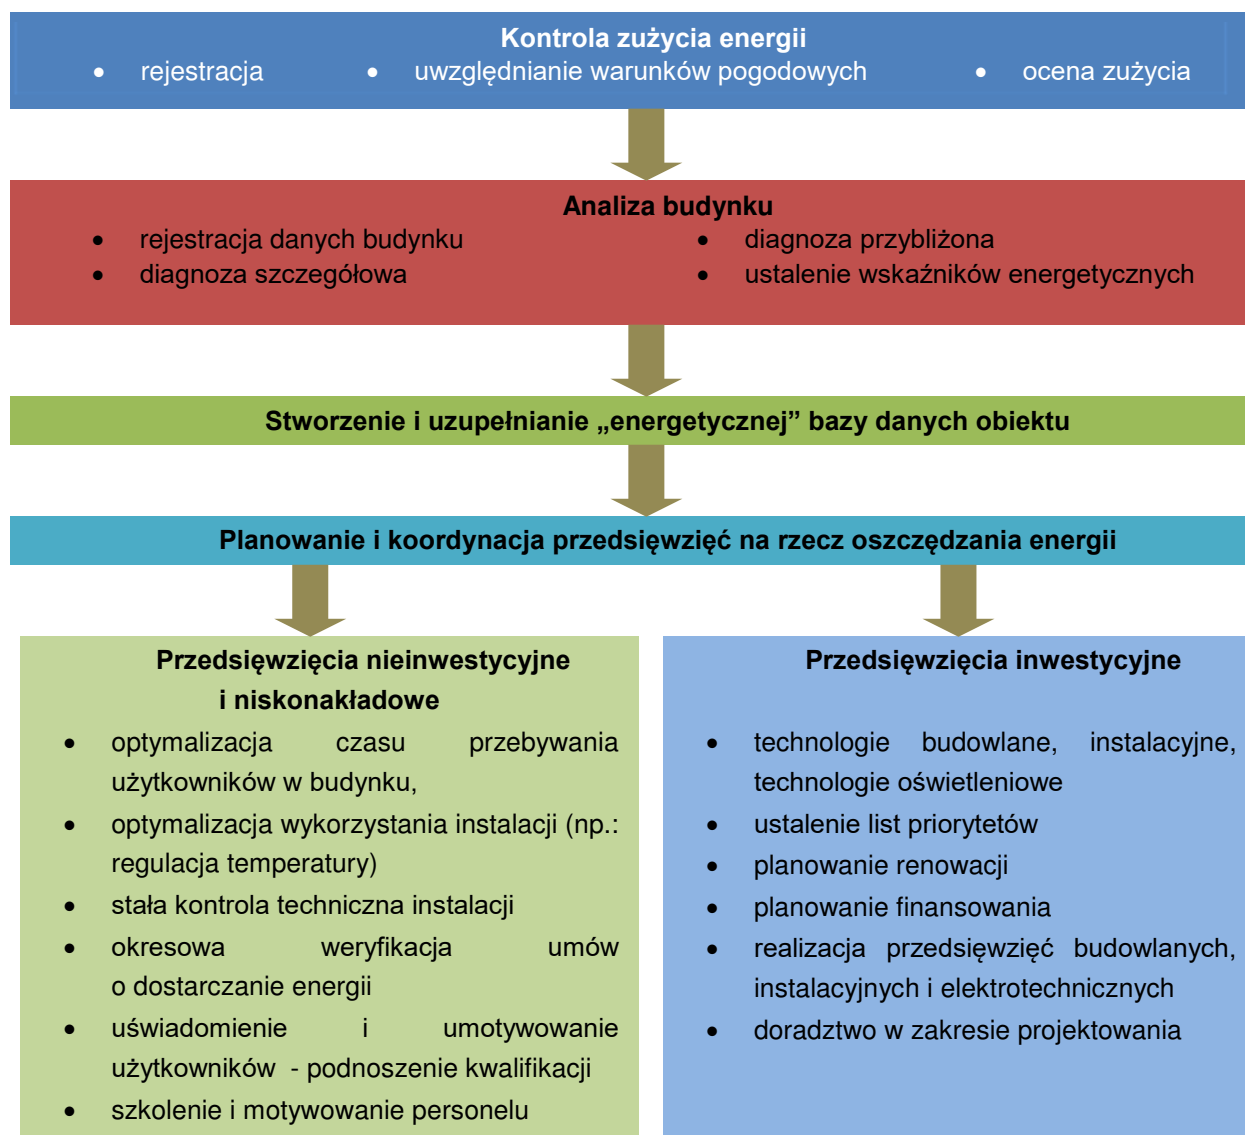 Kontrola zużycia energii
• rejestracja • uwzględnianie warunków pogodowych • ocena zużycia
Analiza budynku
• rejestracja danych budynku • diagnoza przybliżona
• diagnoza szczegółowa • ustalenie wskaźników energetycznych
Stworzenie i uzupełnianie „energetycznej” bazy danych obiektu
Planowanie i koordynacja przedsięwzięć na rzecz oszczędzania energii
Przedsięwzięcia nieinwestycyjne
i niskonakładowe
• optymalizacja czasu przebywania
użytkowników w budynku,
• optymalizacja wykorzystania instalacji (np.:
regulacja temperatury)
• stała kontrola techniczna instalacji
• okresowa weryfikacja umów
o dostarczanie energii
• uświadomienie i umotywowanie
użytkowników - podnoszenie kwalifikacji
• szkolenie i motywowanie personelu
Przedsięwzięcia inwestycyjne
• technologie budowlane, instalacyjne,
technologie oświetleniowe
• ustalenie list priorytetów
• planowanie renowacji
• planowanie finansowania
• realizacja przedsięwzięć budowlanych,
instalacyjnych i elektrotechnicznych
• doradztwo w zakresie projektowania